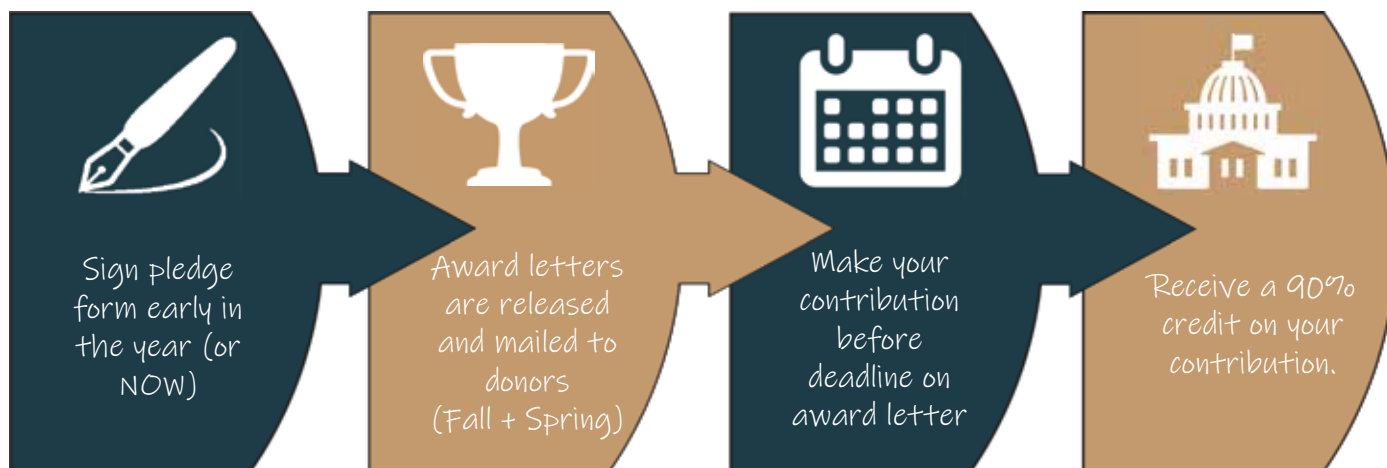 Sign pledge
form early in
the year (or
NOW)
Award letters
are released
and mailed to
donors
(Fall + Spring)
Make your
contribution
before
deadline on
award letter
Receive a 90%
credit on your
contribution.